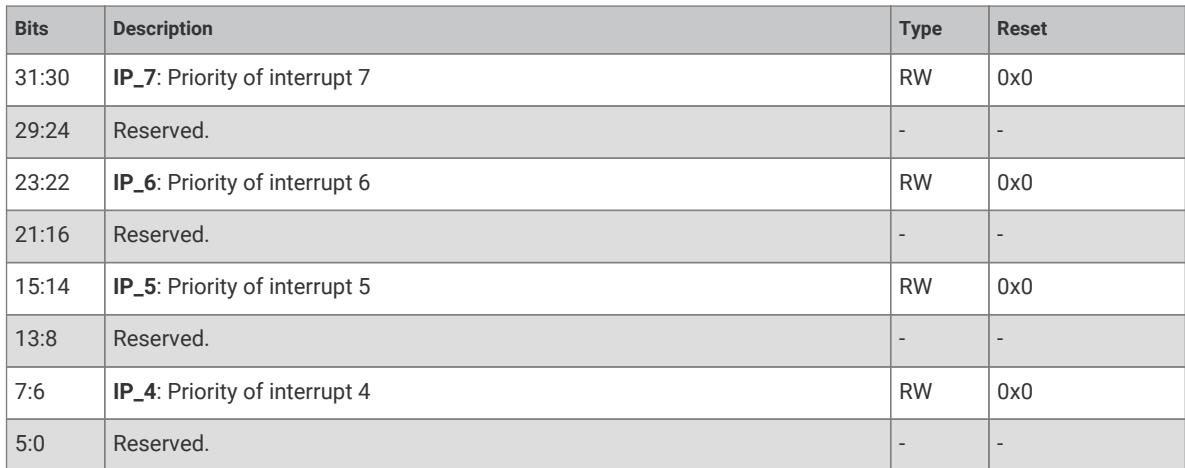 Bits Description Type Reset
31:30 IP_7: Priority of interrupt 7 RW 0x0
29:24 Reserved. - -
23:22 IP_6: Priority of interrupt 6 RW 0x0
21:16 Reserved. - -
15:14 IP_5: Priority of interrupt 5 RW 0x0
13:8 Reserved. - -
7:6 IP_4: Priority of interrupt 4 RW 0x0
5:0 Reserved. - -